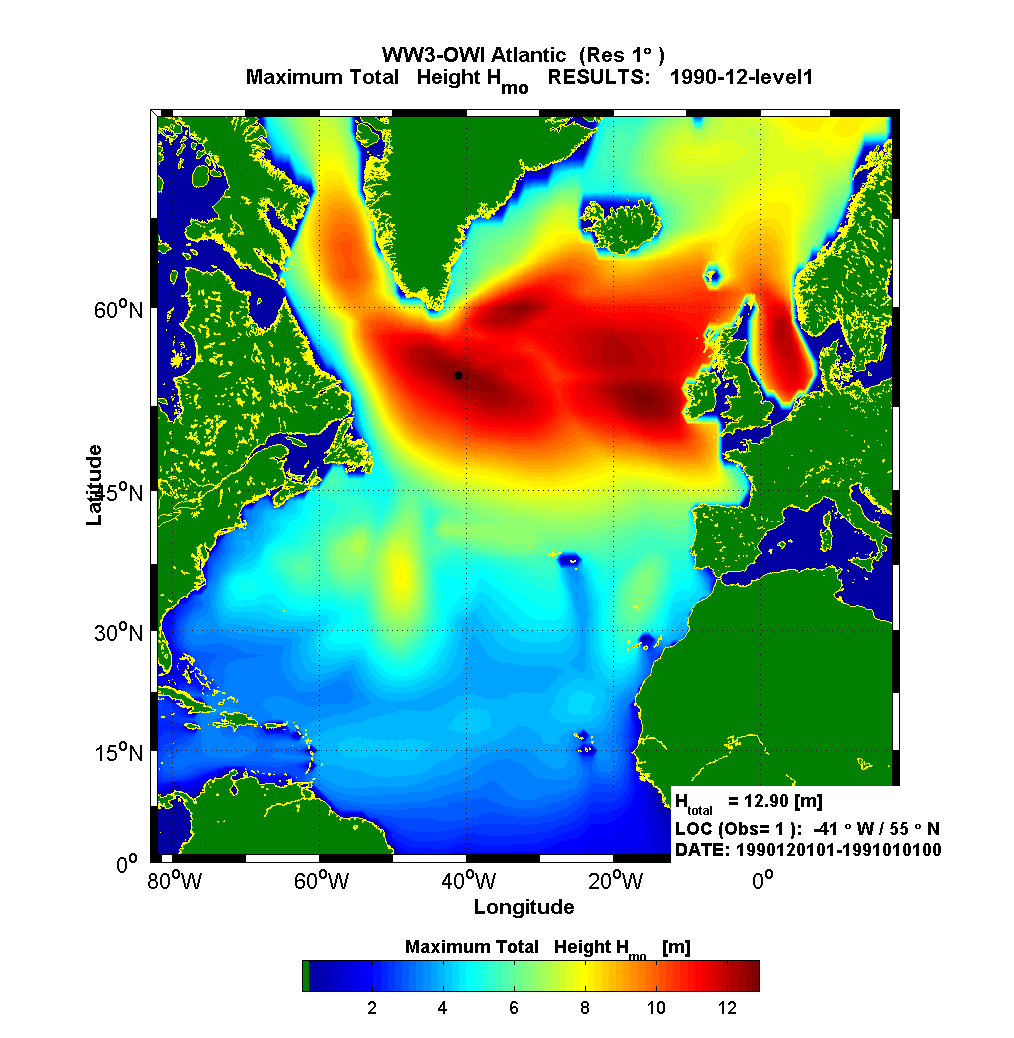 WW3-OWI Atlantic (Res 1° )
Maximum Total Height Hmo RESULTS: 1990-12-level1
Latitude
60°N
45°N
30°N
15°N
0°
80°W 60°W 40°W 20°W 0°
Longitude
Htotal = 12.90 [m]
LOC (Obs= 1 ): -41 ° W / 55 ° N
DATE: 1990120101-1991010100
Maximum Total Height Hmo [m]
2 4 6 8 10 12